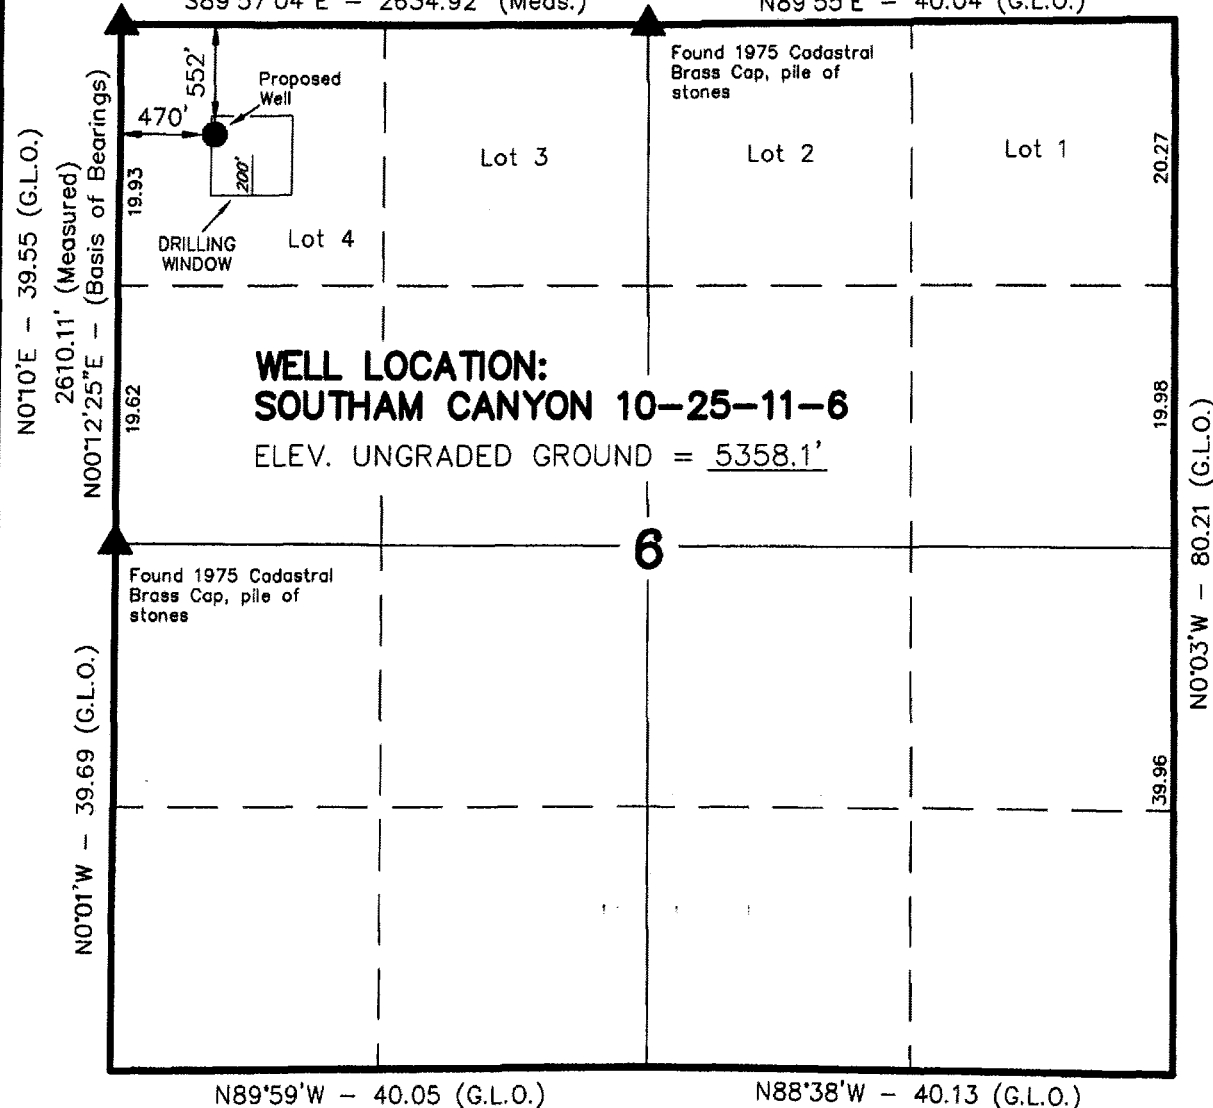 S89°57'04"E – 2634.92' (Meas.)
N89°55'E – 40.04 (G.L.O.)
552'
Proposed
Well
470'
Found 1975 Cadastral
Brass Cap, pile of
stones
200'
DRILLING
WINDOW
Lot 4
Lot 3
Lot 2
Lot 1
20.27
19.93
N0°10'E – 39.55 (G.L.O.)
2610.11' (Measured)
N00°12'25"E – (Basis of Bearings)
19.62
WELL LOCATION:
SOUTHAM CANYON 10–25–11–6
ELEV. UNGRADED GROUND = 5358.1'
19.98
N0°03'W – 80.21 (G.L.O.)
6
Found 1975 Cadastral
Brass Cap, pile of
stones
N0°01'W – 39.69 (G.L.O.)
39.96
N89°59'W – 40.05 (G.L.O.)
N88°38'W – 40.13 (G.L.O.)